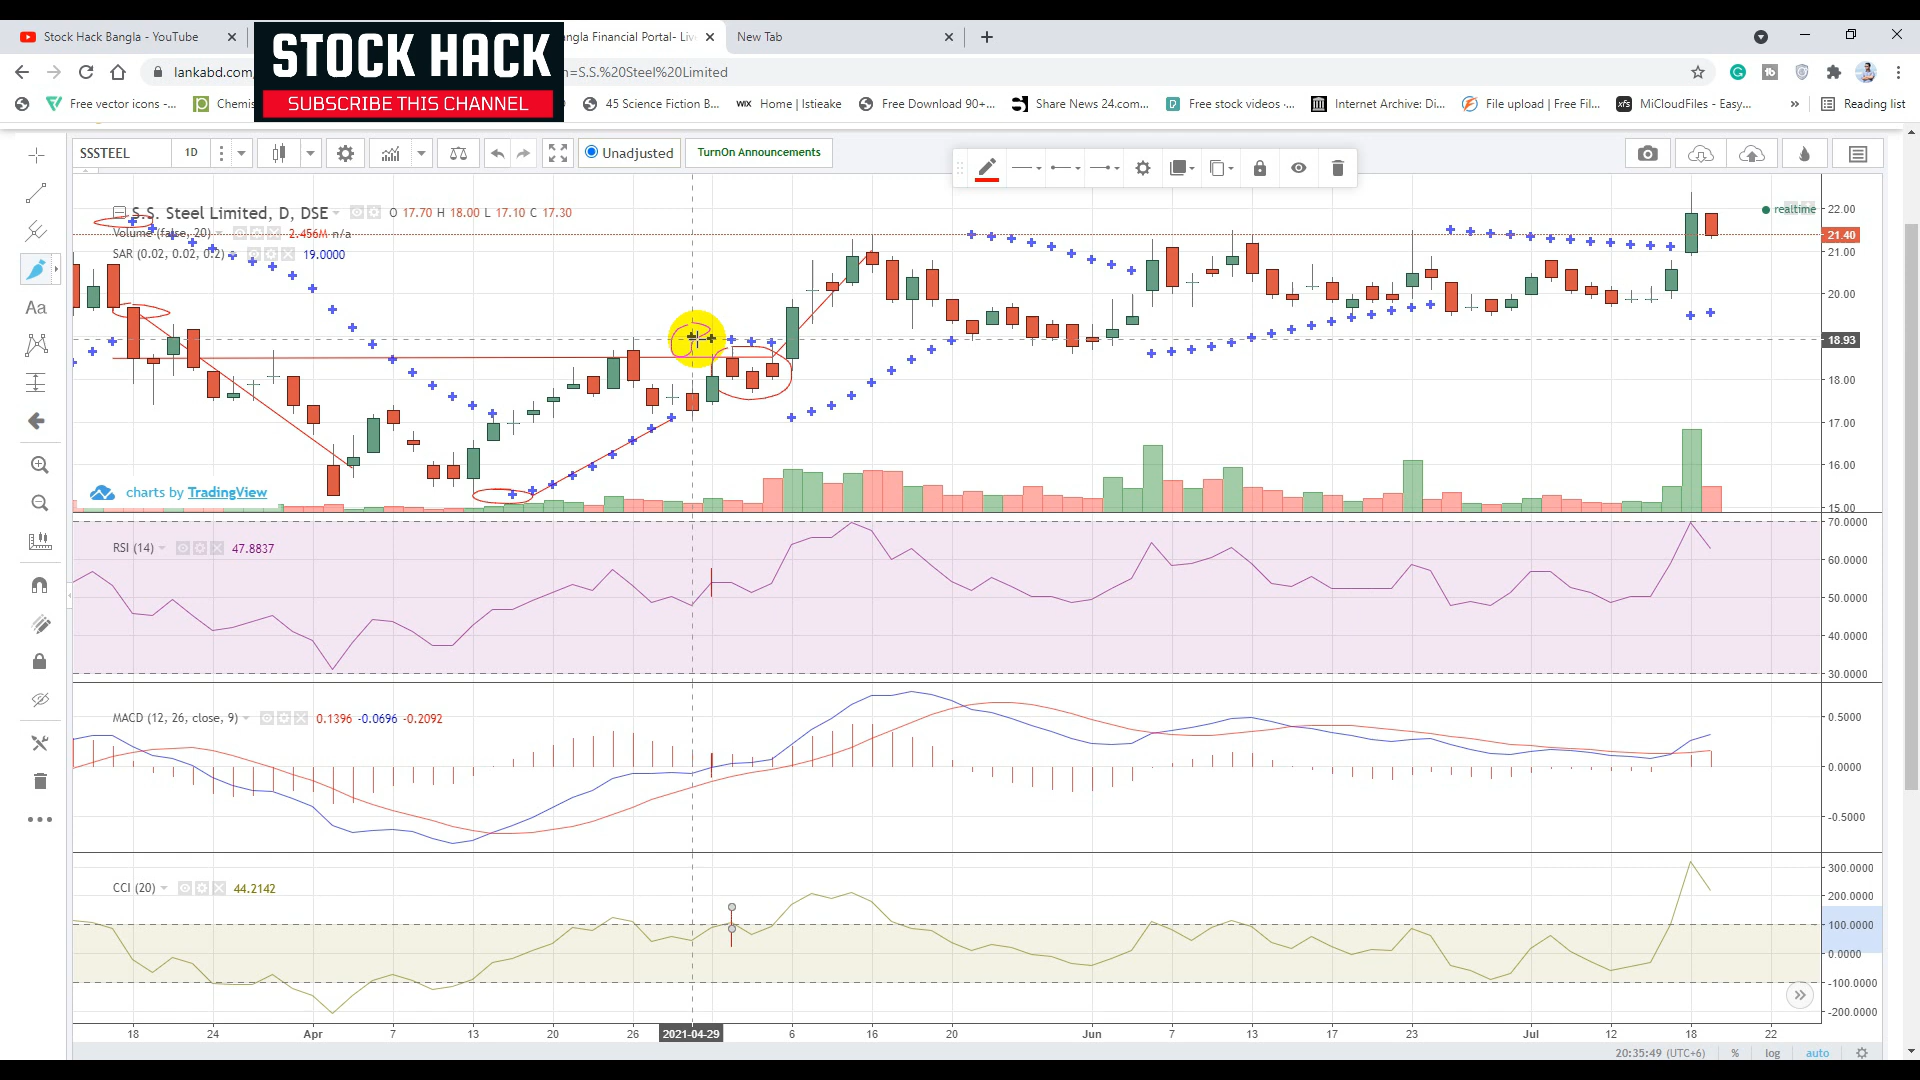 Stock Hack Bangla - YouTube
STOCK HACK
SUBSCRIBE THIS CHANNEL
angla Financial Portal- Liv
New Tab
lankabd.com/
n=S.S.%20Steel%20Limited
Free vector icons -...
Chemis
45 Science Fiction B...
WIX Home | Istieake
Free Download 90+...
Share News 24.com...
Free stock videos -...
Internet Archive: Di...
File upload | Free Fil...
xfs MiCloudFiles - Easy...
Reading list
SSSTEEL
1D
Unadjusted
TurnOn Announcements
S.S. Steel Limited, D, DSE
O 17.70 H 18.00 L 17.10 C 17.30
Volume (false, 20)
2.456M n/a
SAR (0.02, 0.02, 0.2)
19.0000
realtime
22.00
21.40
21.00
20.00
18.93
18.00
17.00
16.00
15.00
Aa
charts by TradingView
RSI (14)
47.8837
70.0000
60.0000
50.0000
40.0000
30.0000
MACD (12, 26, close, 9)
0.1396 -0.0696 -0.2092
0.5000
0.0000
-0.5000
CCI (20)
44.2142
300.0000
200.0000
100.0000
0.0000
-100.0000
-200.0000
18 24 Apr 7 13 20 26 2021-04-29 6 16 20 Jun 7 13 17 23 Jul 12 18 22
20:35:49 (UTC+6) % log auto